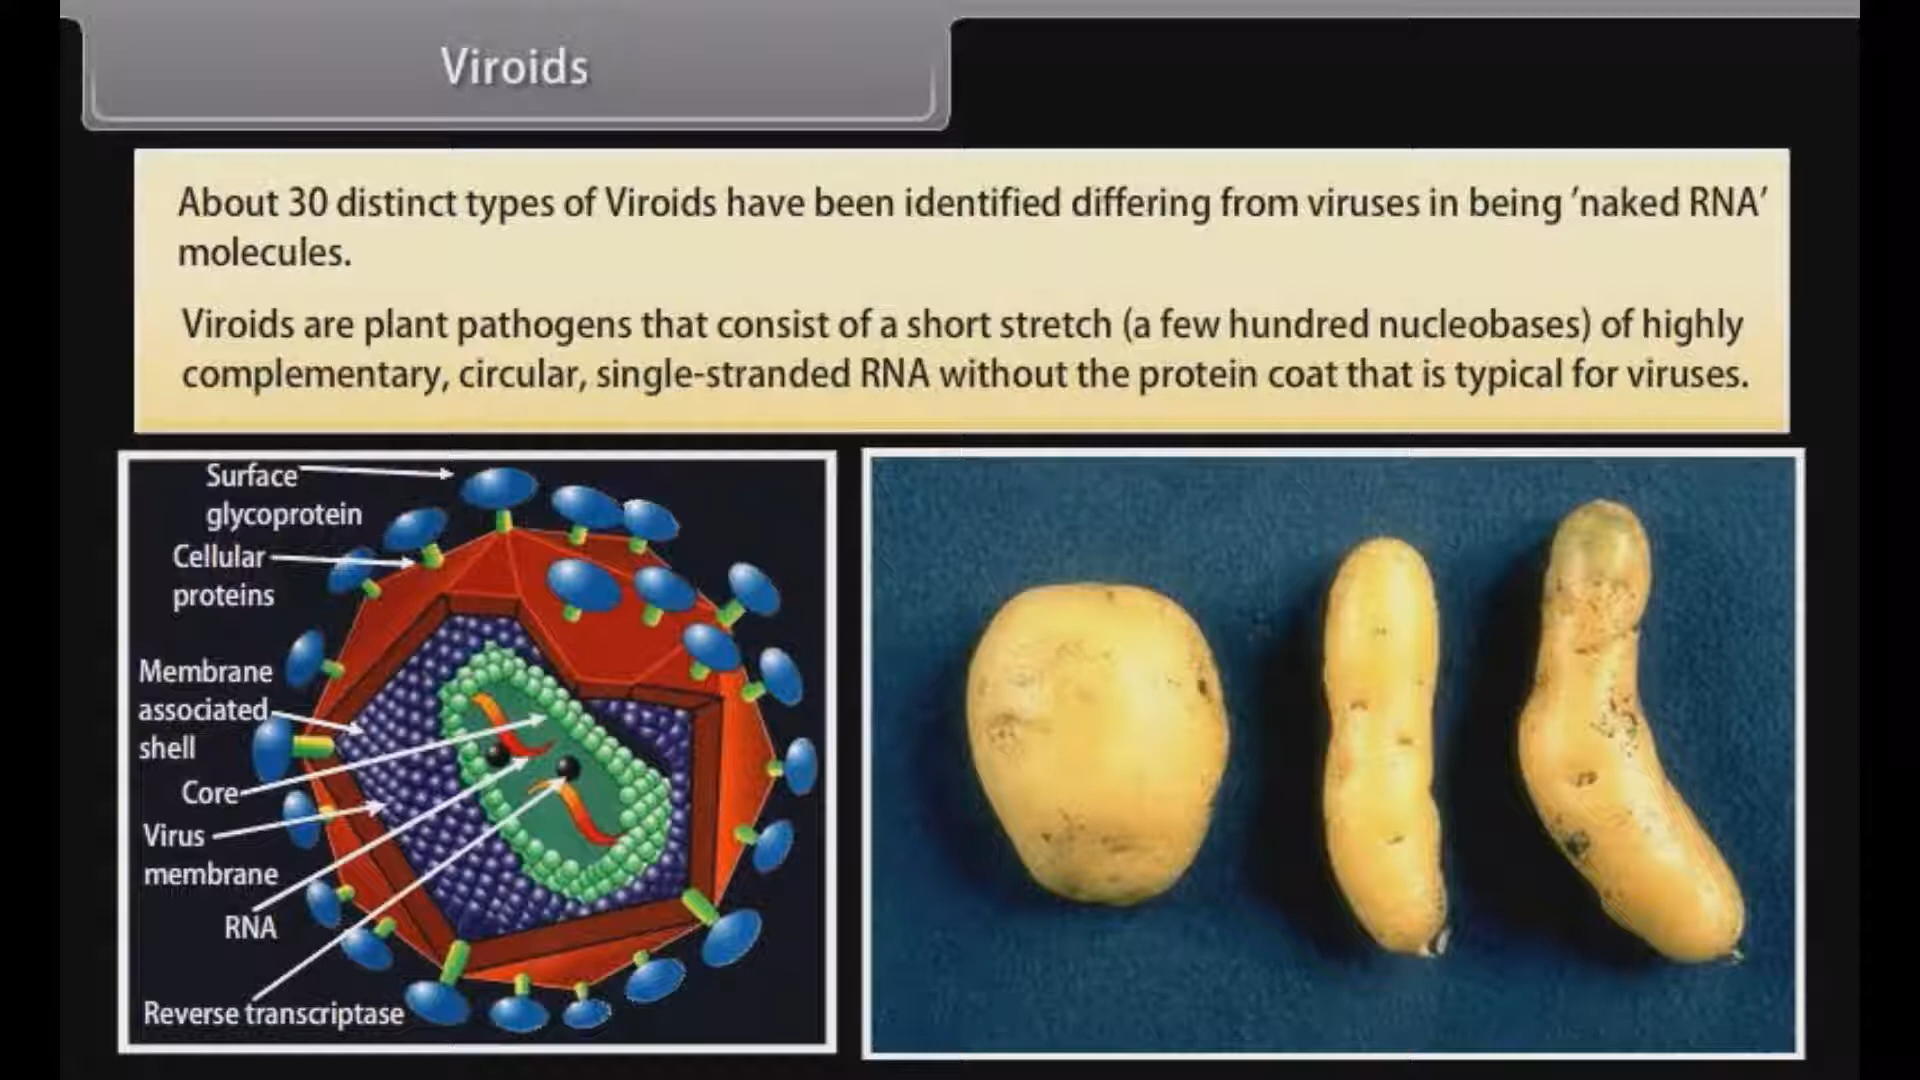 Viroids
About 30 distinct types of Viroids have been identified differing from viruses in being 'naked RNA'
molecules.
Viroids are plant pathogens that consist of a short stretch (a few hundred nucleobases) of highly
complementary, circular, single-stranded RNA without the protein coat that is typical for viruses.
Surface
glycoprotein
Cellular
proteins
Membrane
associated
shell
Core
Virus
membrane
RNA
Reverse transcriptase